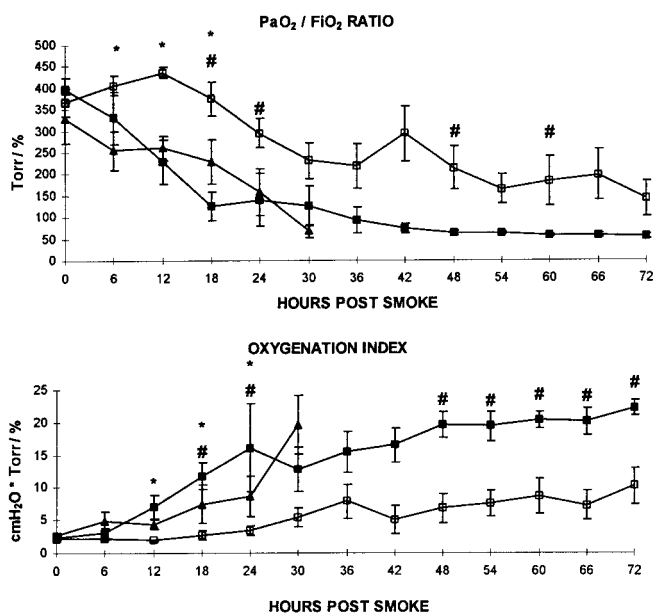 PaO₂ / FiO₂ RATIO
* * *
# # # #
500
450
400
350
300
250
200
150
100
50
0
Torr / %
0 6 12 18 24 30 36 42 48 54 60 66 72
HOURS POST SMOKE
OXYGENATION INDEX
* * *
# # # # # # #
25
20
15
10
5
0
cmH₂O * Torr / %
0 6 12 18 24 30 36 42 48 54 60 66 72
HOURS POST SMOKE